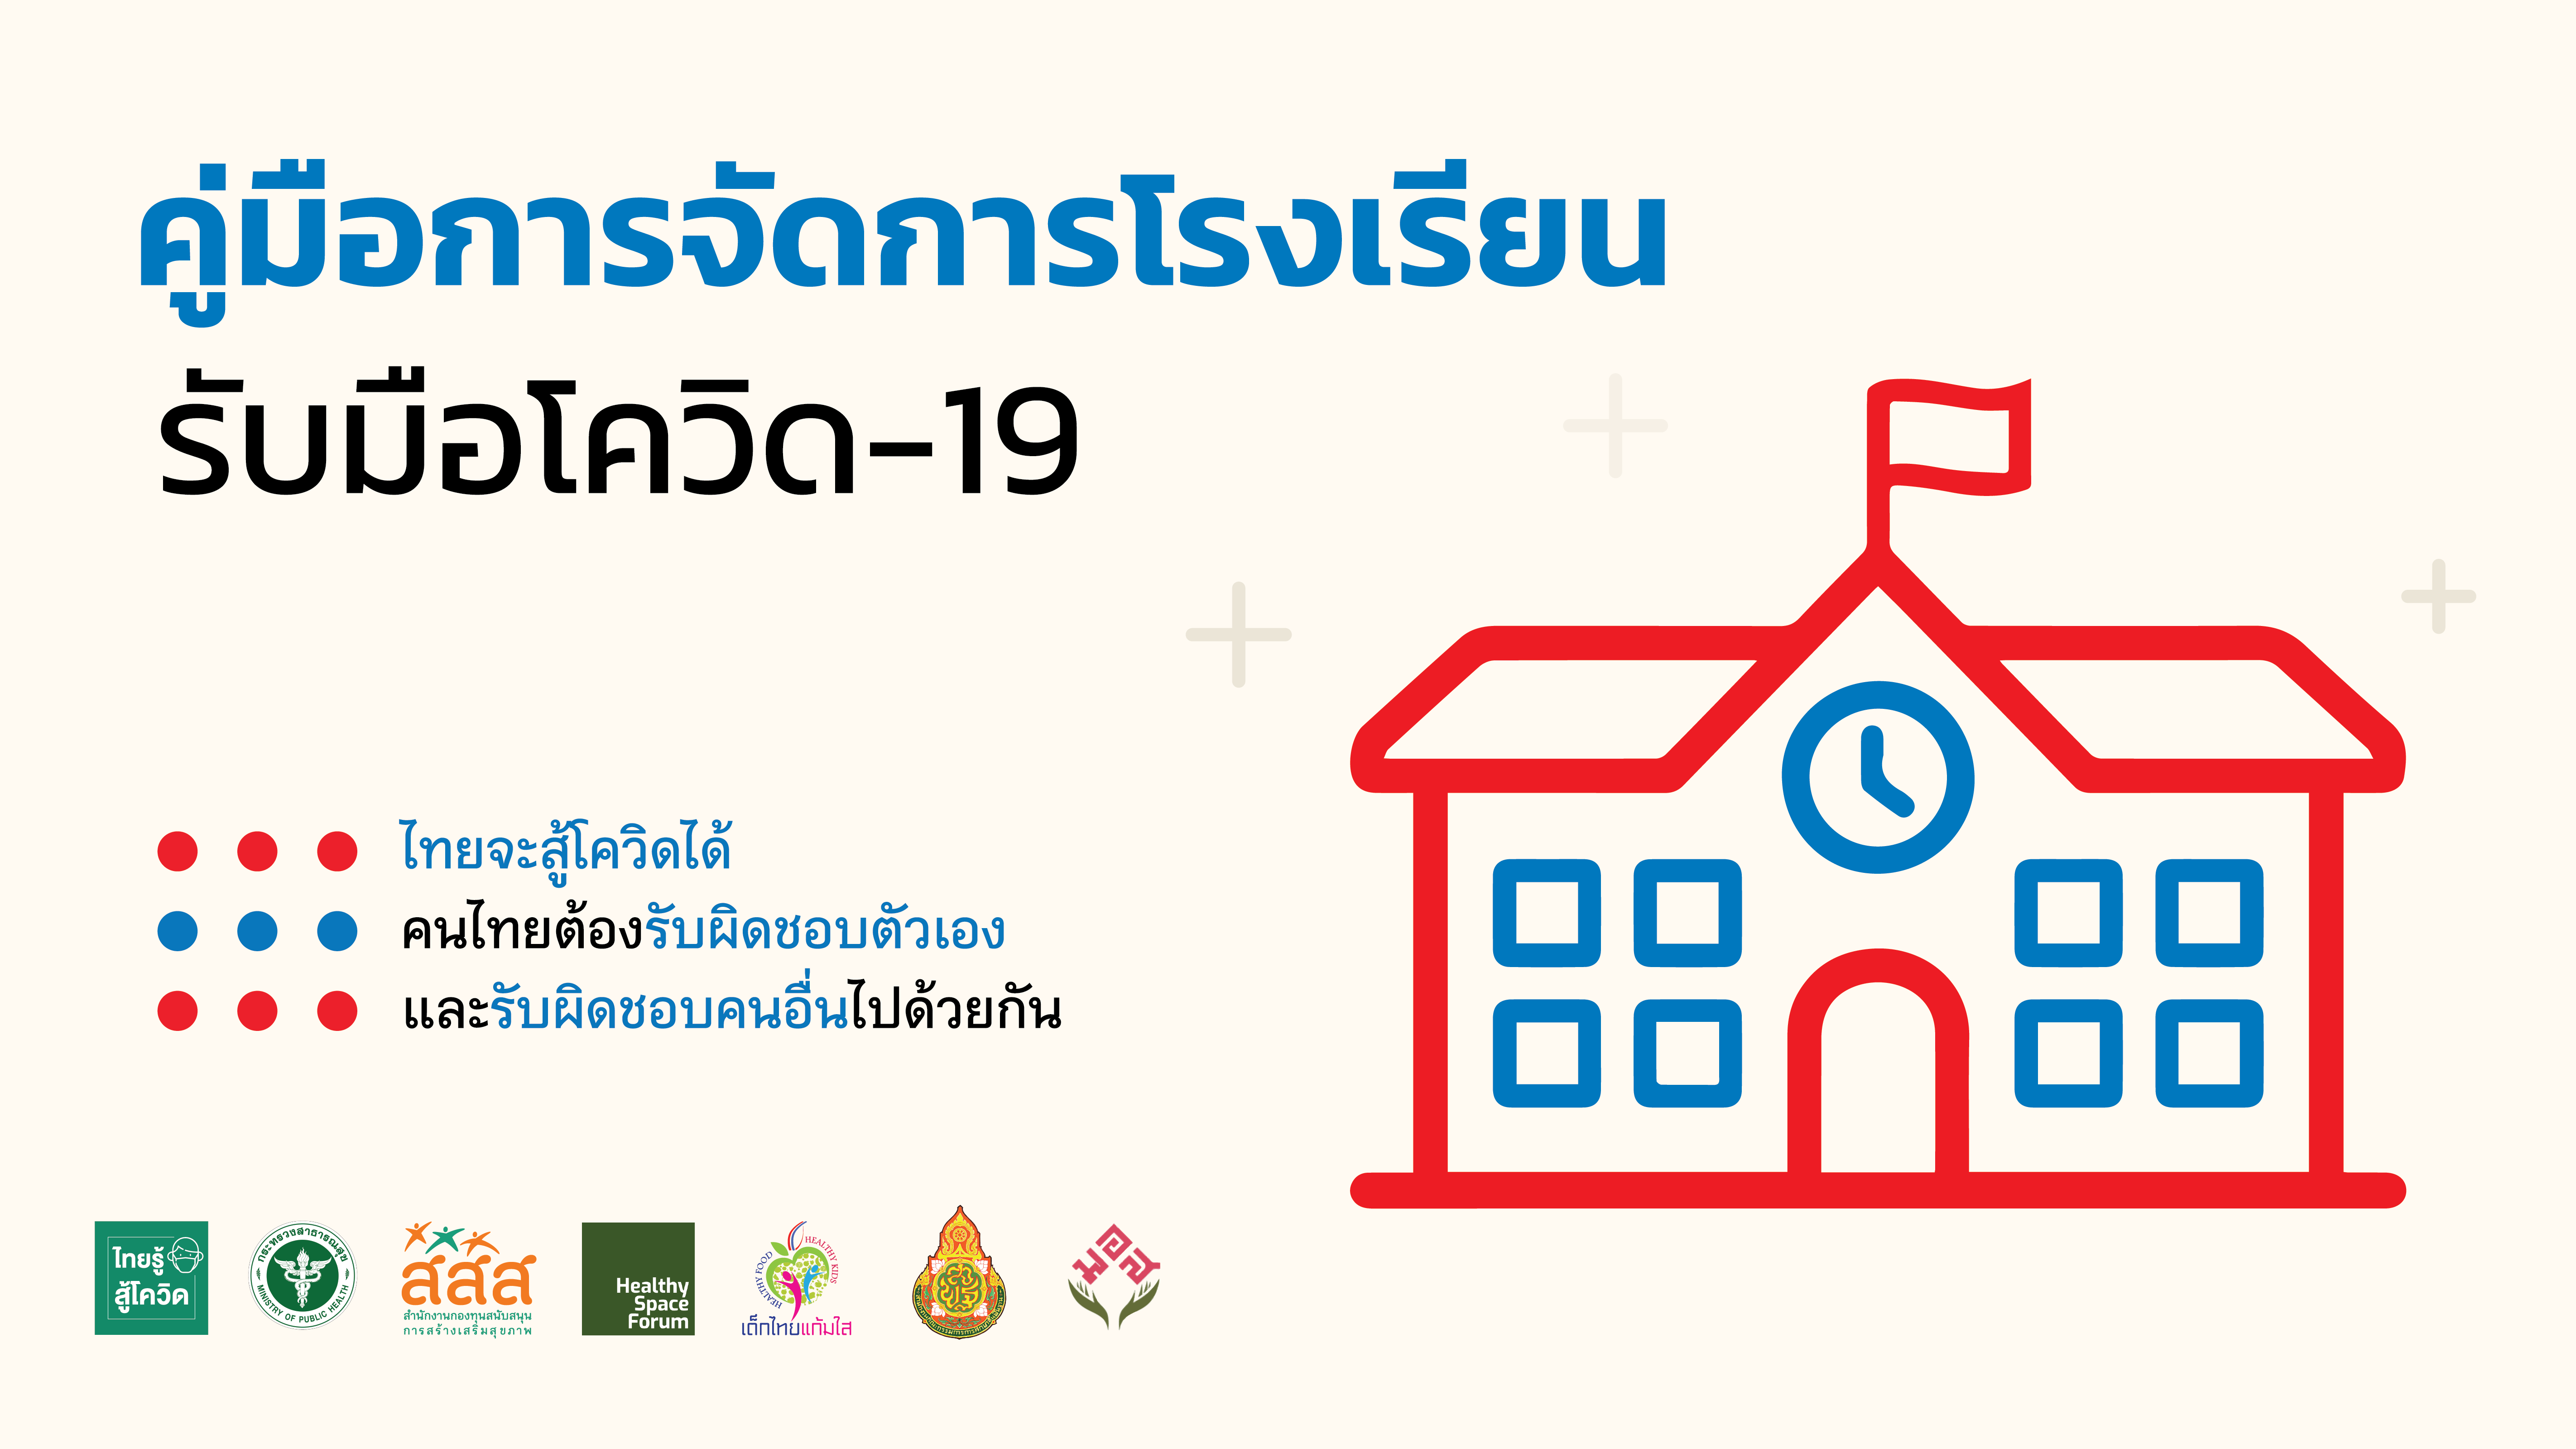 คู่มือการจัดการโรงเรียน
รับมือโควิด-19
ไทยจะสู้โควิดได้
คนไทยต้องรับผิดชอบตัวเอง
และรับผิดชอบคนอื่นไปด้วยกัน
ไทยรู้
สู้โควิด
กระทรวงสาธารณสุข
MINISTRY OF PUBLIC HEALTH
สสส
สำนักงานกองทุนสนับสนุน
การสร้างเสริมสุขภาพ
Healthy
Space
Forum
HEALTHY FOOD HEALTHY KIDS
เด็กไทยแก้มใส